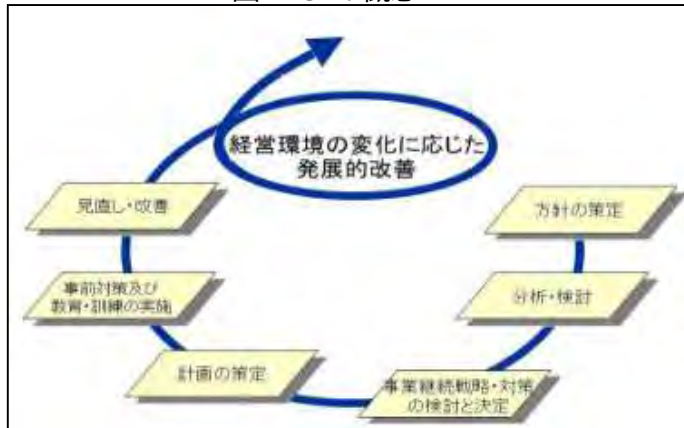 経営環境の変化に応じた
発展的改善
方針の策定
分析・検討
事業継続戦略・対策
の検討と決定
計画の策定
事前対策及び
教育・訓練の実施
見直し・改善